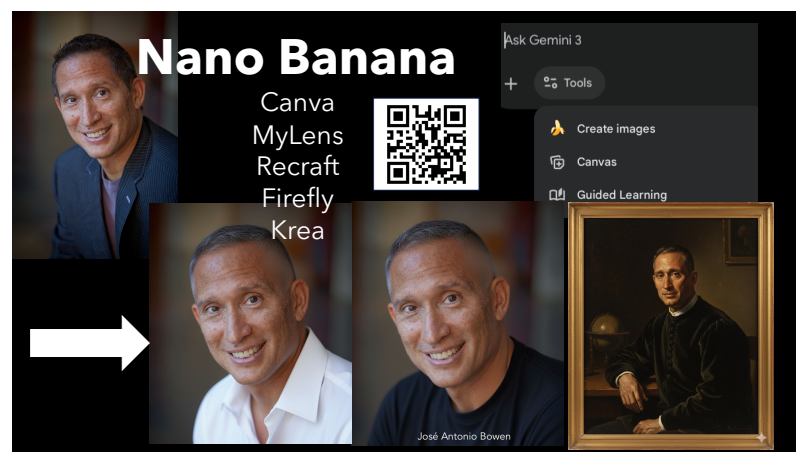 Nano Banana
Canva
MyLens
Recraft
Firefly
Krea
Ask Gemini 3
Tools
Create images
Canvas
Guided Learning
José Antonio Bowen